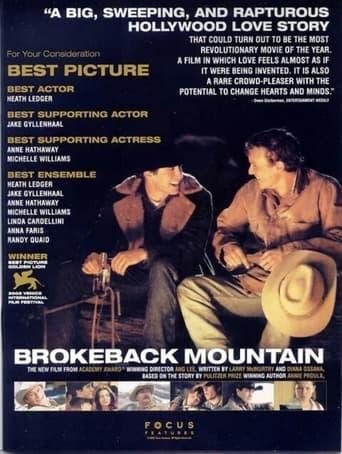 “A BIG, SWEEPING, AND RAPTUROUS
HOLLYWOOD LOVE STORY
THAT COULD TURN OUT TO BE THE MOST
REVOLUTIONARY MOVIE OF THE YEAR.
A FILM IN WHICH LOVE FEELS ALMOST AS IF
IT WERE BEING INVENTED. IT IS ALSO
A RARE CROWD-PLEASER WITH THE
POTENTIAL TO CHANGE HEARTS AND MINDS.”
- Owen Gleiberman, ENTERTAINMENT WEEKLY
For Your Consideration
BEST PICTURE
BEST ACTOR
HEATH LEDGER
BEST SUPPORTING ACTOR
JAKE GYLLENHAAL
BEST SUPPORTING ACTRESS
ANNE HATHAWAY
MICHELLE WILLIAMS
BEST ENSEMBLE
HEATH LEDGER
JAKE GYLLENHAAL
ANNE HATHAWAY
MICHELLE WILLIAMS
LINDA CARDELLINI
ANNA FARIS
RANDY QUAID
WINNER
BEST PICTURE
GOLDEN LION
2005 VENICE
INTERNATIONAL
FILM FESTIVAL
BROKEBACK MOUNTAIN
THE NEW FILM FROM ACADEMY AWARD® WINNING DIRECTOR ANG LEE. WRITTEN BY LARRY McMURTRY & DIANA OSSANA.
BASED ON THE STORY BY PULITZER PRIZE WINNING AUTHOR ANNIE PROULX.
FOCUS
FEATURES